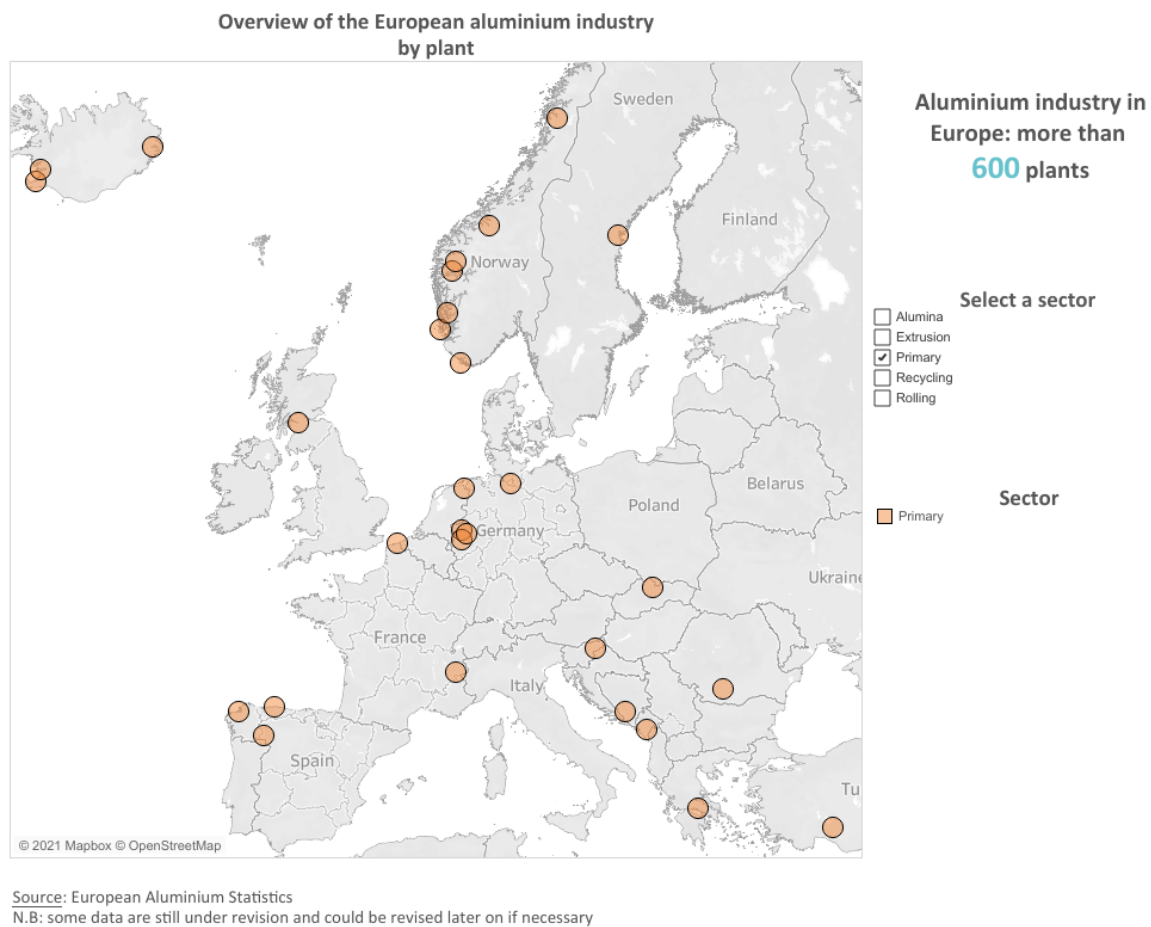 Overview of the European aluminium industry
by plant
Aluminium industry in
Europe: more than
600 plants
Sweden
Finland
Norway
Select a sector
Alumina
Extrusion
Primary
Recycling
Rolling
Belarus
Poland
Sector
Primary
Germany
Ukraine
France
Italy
Spain
Tu
© 2021 Mapbox © OpenStreetMap
Source: European Aluminium Statistics
N.B: some data are still under revision and could be revised later on if necessary